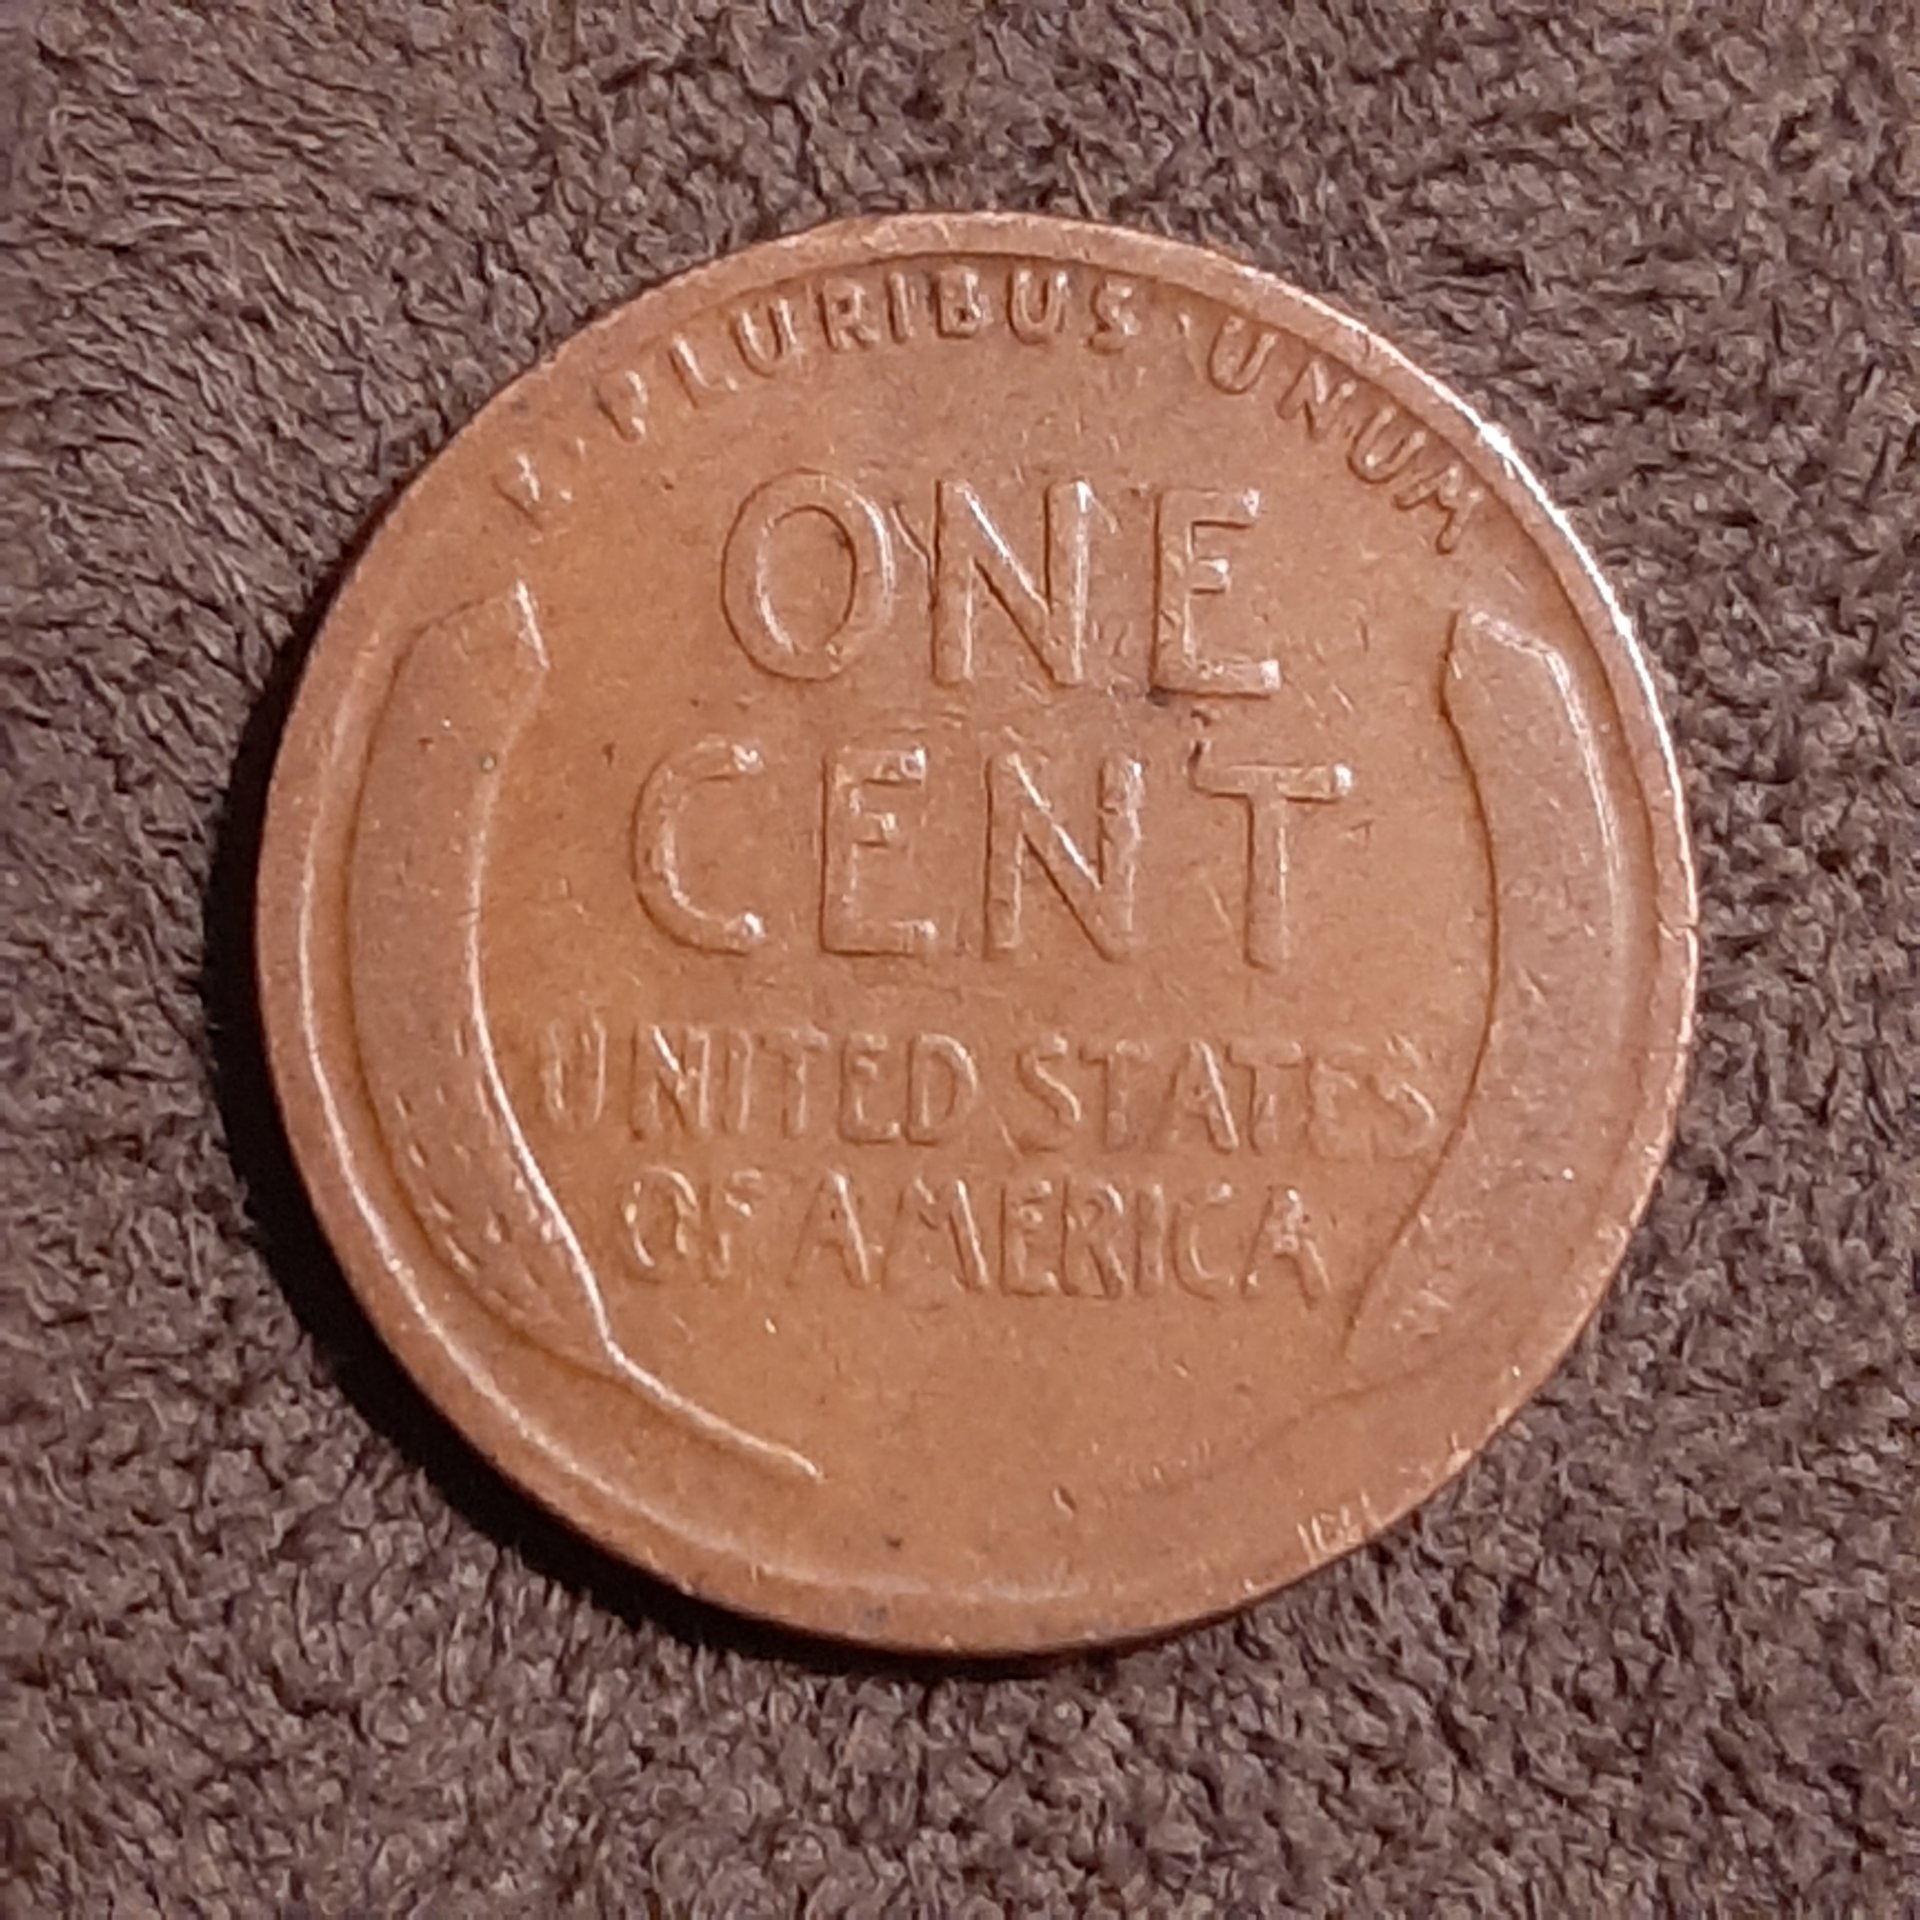 E·PLURIBUS·UNUM
ONE
CENT
UNITED STATES
OF AMERICA